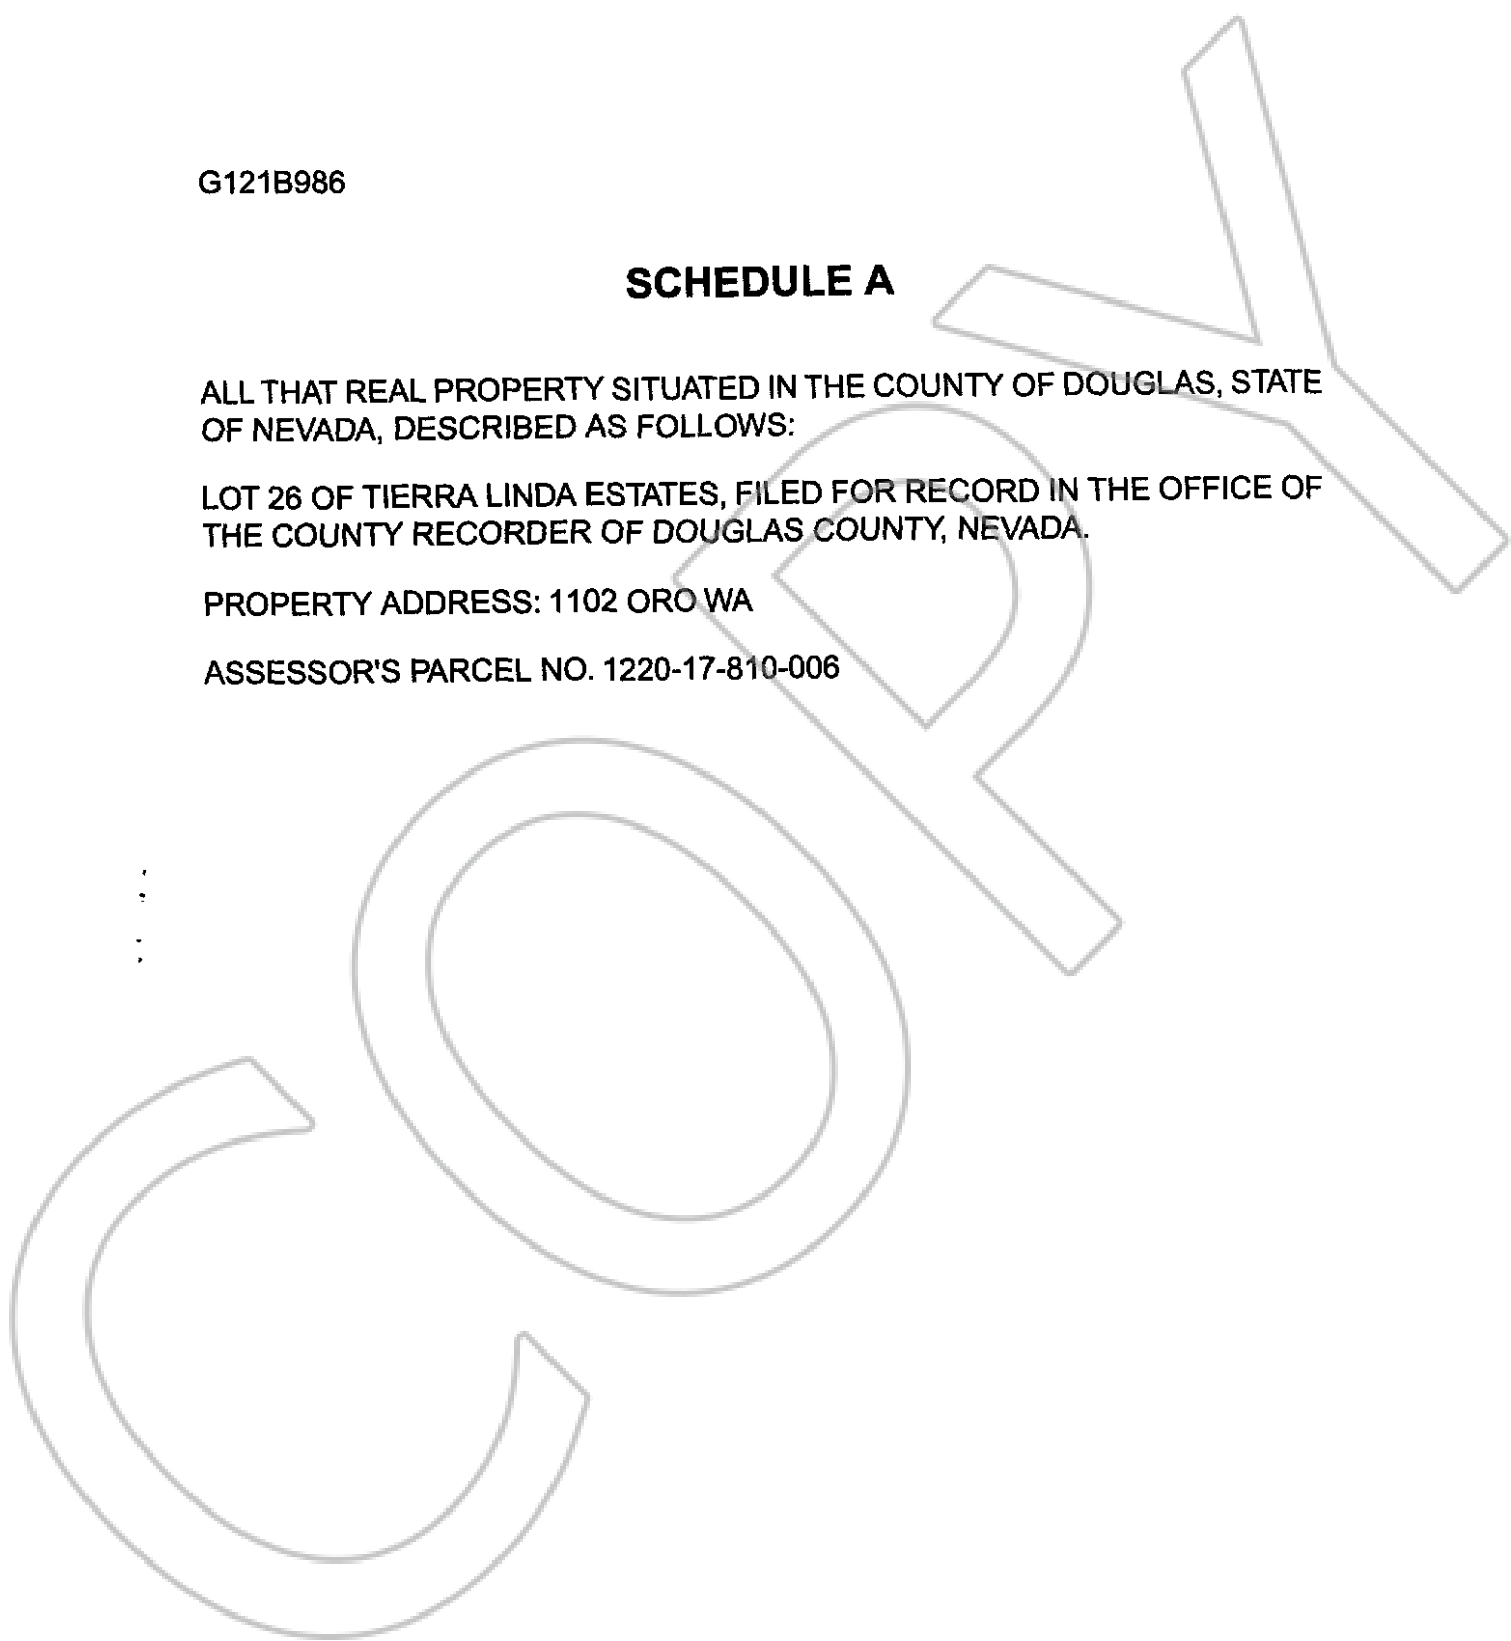 G121B986
SCHEDULE A
ALL THAT REAL PROPERTY SITUATED IN THE COUNTY OF DOUGLAS, STATE
OF NEVADA, DESCRIBED AS FOLLOWS:
LOT 26 OF TIERRA LINDA ESTATES, FILED FOR RECORD IN THE OFFICE OF
THE COUNTY RECORDER OF DOUGLAS COUNTY, NEVADA.
PROPERTY ADDRESS: 1102 ORO WA
ASSESSOR'S PARCEL NO. 1220-17-810-006
COPY